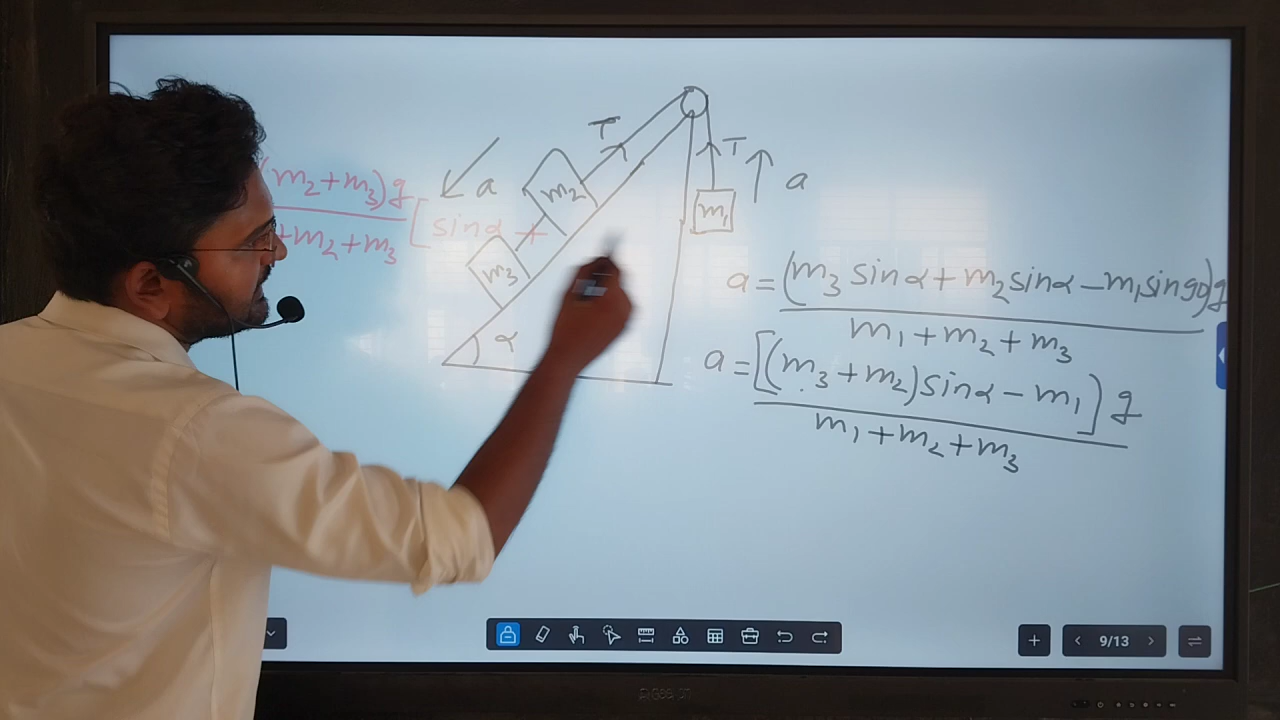 T
T
a
a
m₂
m₁
m₃
α
m₂+m₃)g
+m₂+m₃
[sinα +
a = (m₃ sinα + m₂ sinα - m₁ sin90)g
m₁ + m₂ + m₃
a = [(m₃ + m₂) sinα - m₁] g
m₁ + m₂ + m₃
9/13